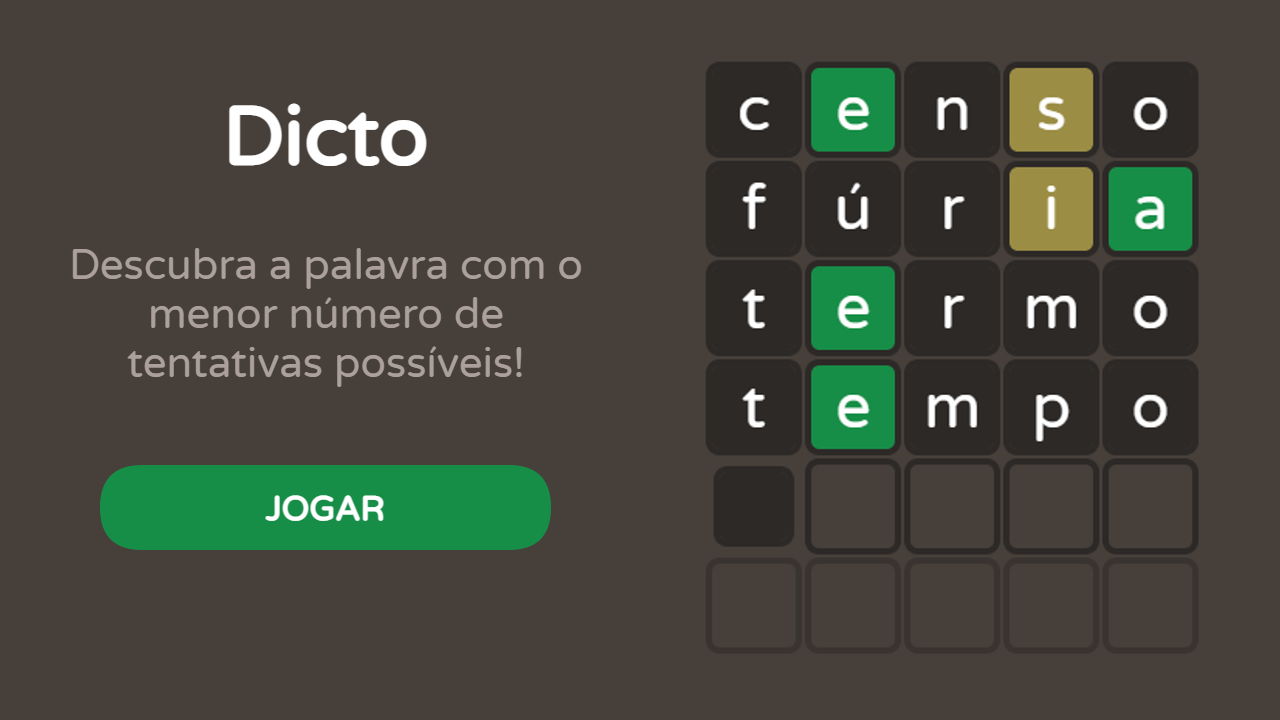 Dicto
Descubra a palavra com o
menor número de
tentativas possíveis!
JOGAR
c e n s o
f ú r i a
t e r m o
t e m p o